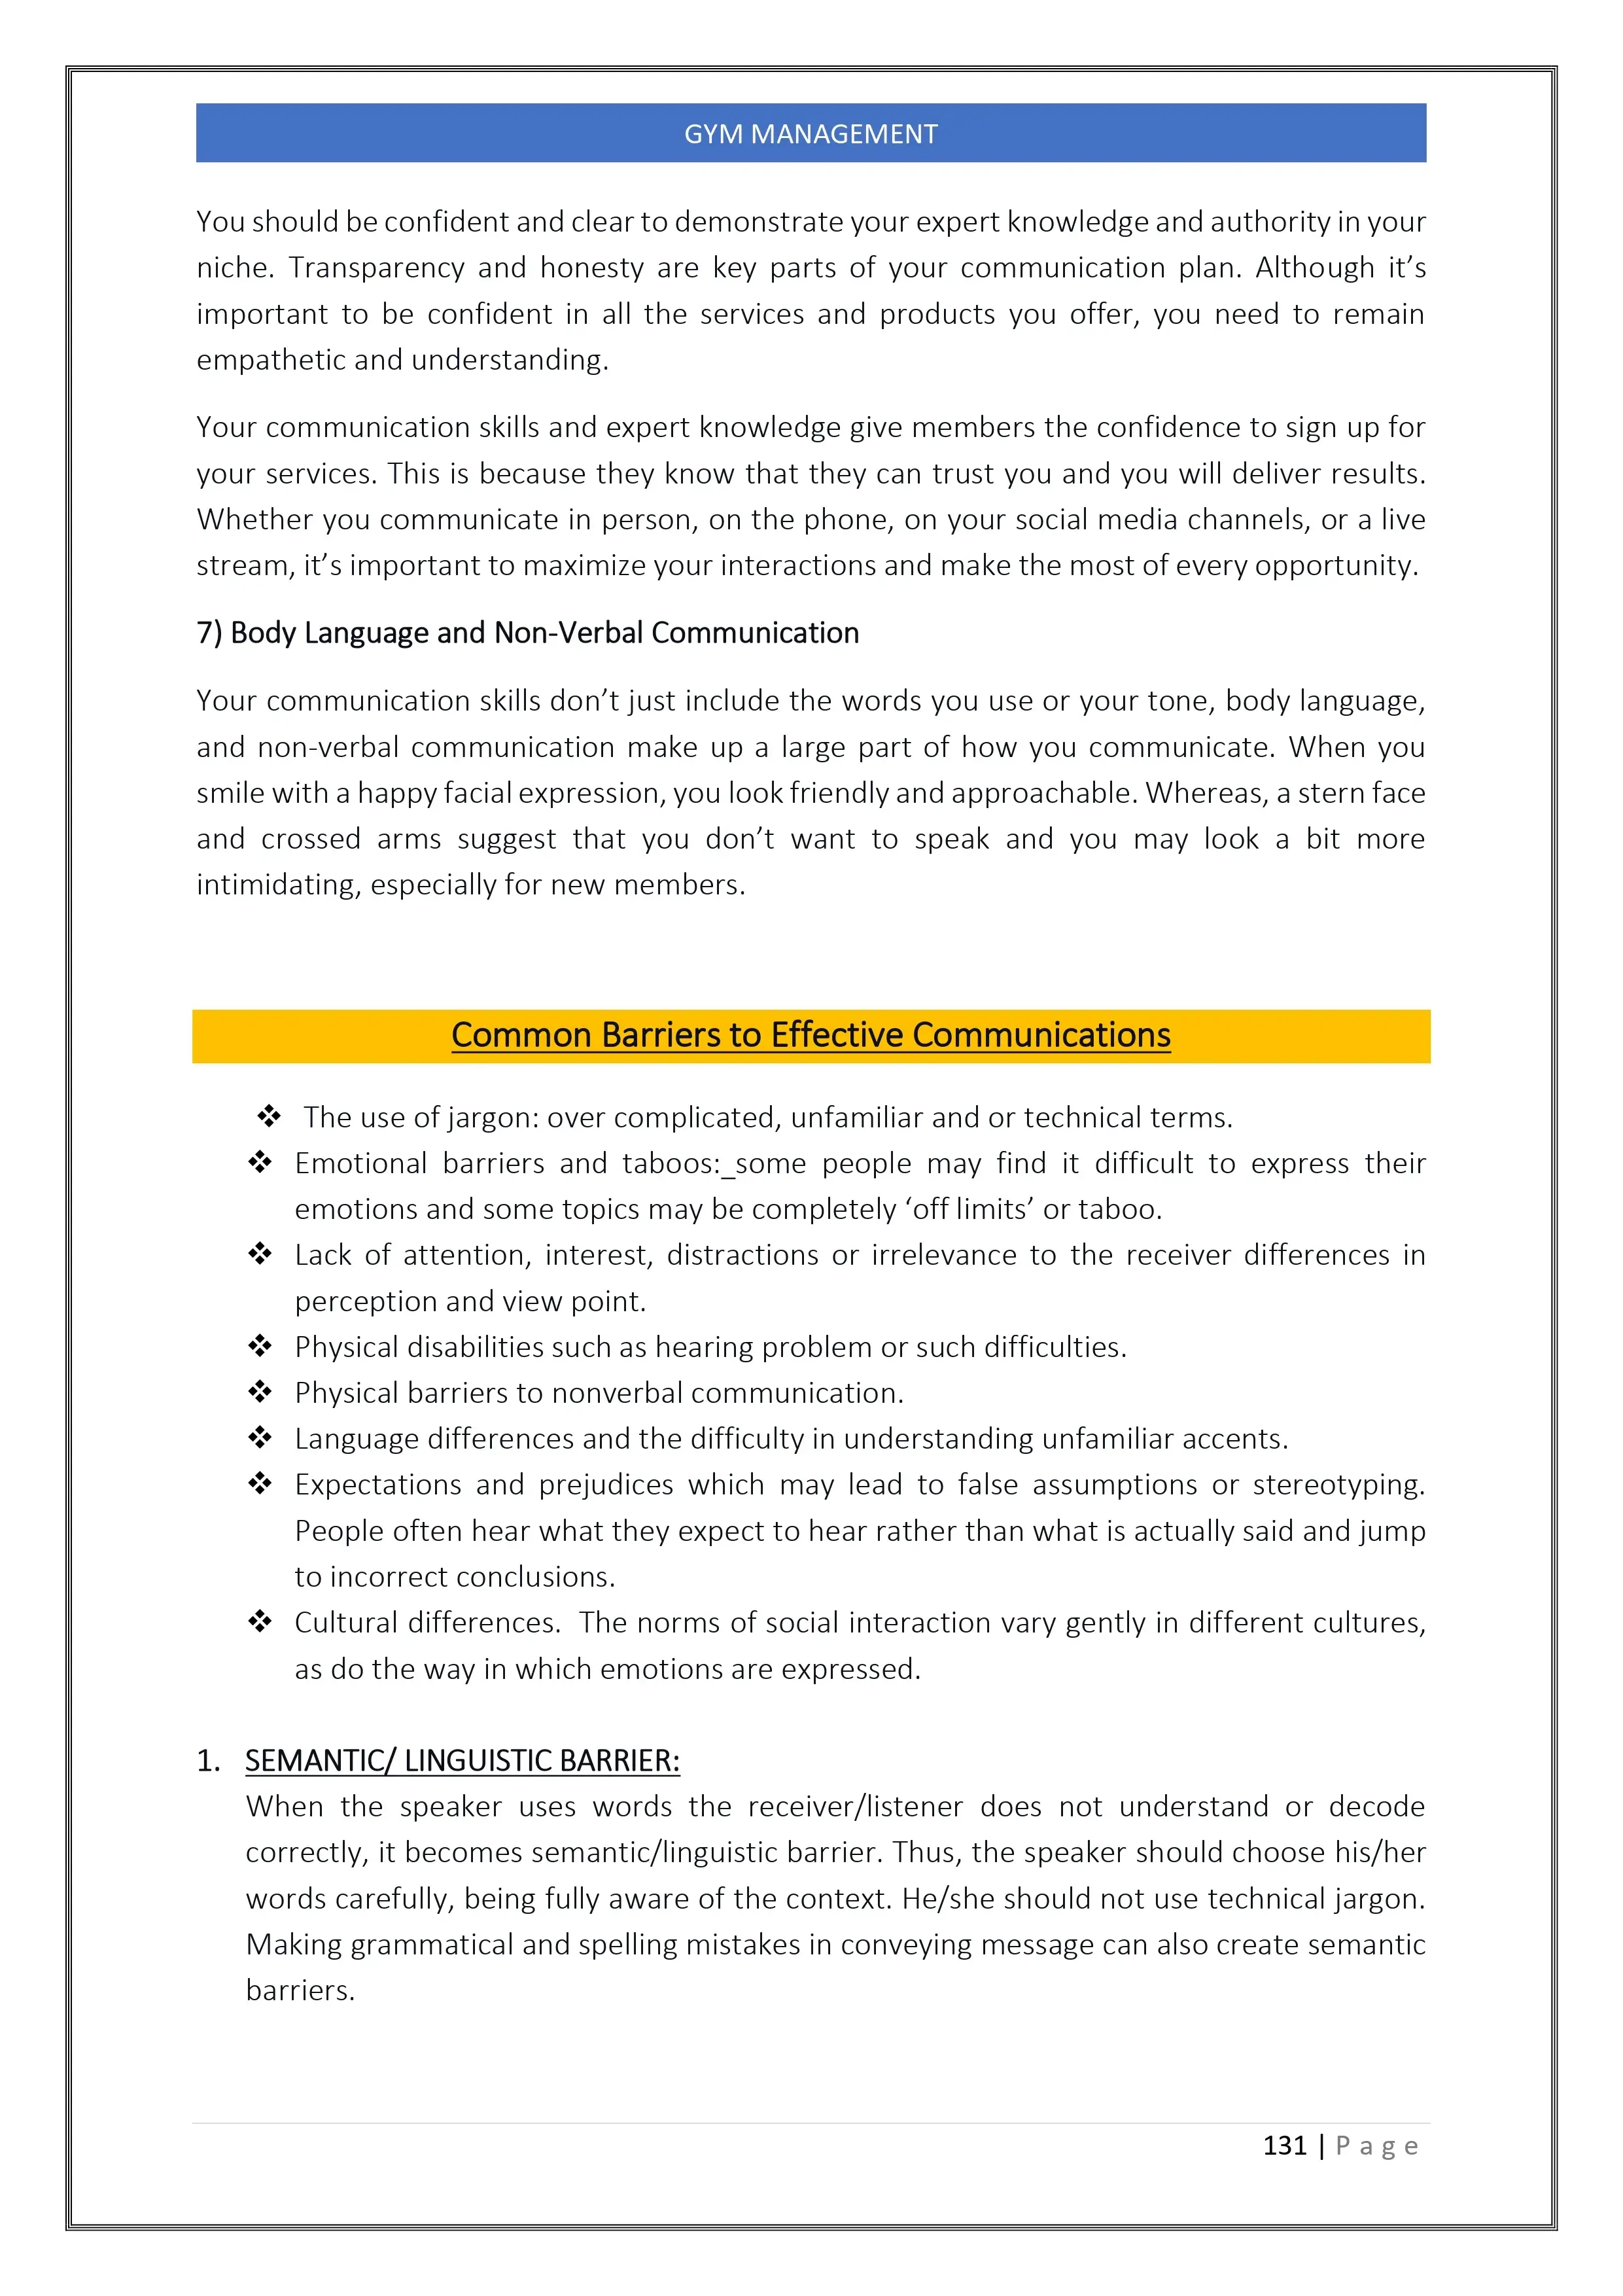 GYM MANAGEMENT
You should be confident and clear to demonstrate your expert knowledge and authority in your
niche. Transparency and honesty are key parts of your communication plan. Although it’s
important to be confident in all the services and products you offer, you need to remain
empathetic and understanding.
Your communication skills and expert knowledge give members the confidence to sign up for
your services. This is because they know that they can trust you and you will deliver results.
Whether you communicate in person, on the phone, on your social media channels, or a live
stream, it’s important to maximize your interactions and make the most of every opportunity.
7) Body Language and Non-Verbal Communication
Your communication skills don’t just include the words you use or your tone, body language,
and non-verbal communication make up a large part of how you communicate. When you
smile with a happy facial expression, you look friendly and approachable. Whereas, a stern face
and crossed arms suggest that you don’t want to speak and you may look a bit more
intimidating, especially for new members.
Common Barriers to Effective Communications
❖ The use of jargon: over complicated, unfamiliar and or technical terms.
❖ Emotional barriers and taboos: some people may find it difficult to express their
emotions and some topics may be completely ‘off limits’ or taboo.
❖ Lack of attention, interest, distractions or irrelevance to the receiver differences in
perception and view point.
❖ Physical disabilities such as hearing problem or such difficulties.
❖ Physical barriers to nonverbal communication.
❖ Language differences and the difficulty in understanding unfamiliar accents.
❖ Expectations and prejudices which may lead to false assumptions or stereotyping.
People often hear what they expect to hear rather than what is actually said and jump
to incorrect conclusions.
❖ Cultural differences. The norms of social interaction vary gently in different cultures,
as do the way in which emotions are expressed.
1. SEMANTIC/ LINGUISTIC BARRIER:
When the speaker uses words the receiver/listener does not understand or decode
correctly, it becomes semantic/linguistic barrier. Thus, the speaker should choose his/her
words carefully, being fully aware of the context. He/she should not use technical jargon.
Making grammatical and spelling mistakes in conveying message can also create semantic
barriers.
131 | Page